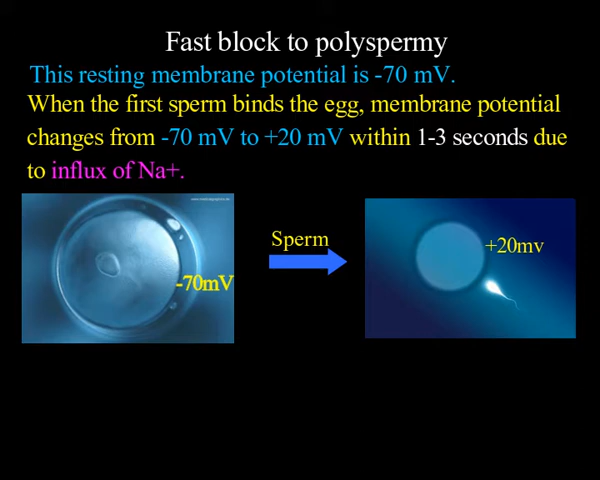 Fast block to polyspermy
This resting membrane potential is -70 mV.
When the first sperm binds the egg, membrane potential
changes from -70 mV to +20 mV within 1-3 seconds due
to influx of Na+.
Sperm
+20mv
-70mV